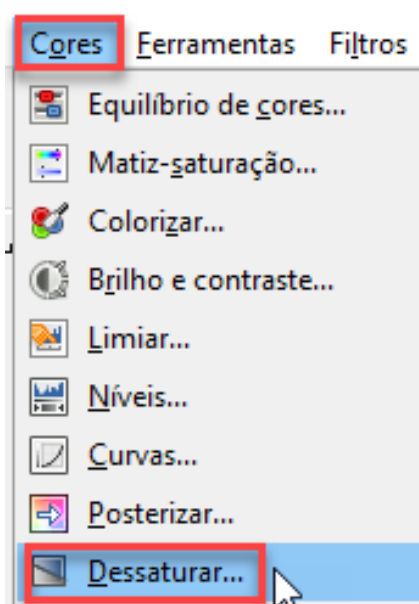 Cores Ferramentas Filtros
Equilíbrio de cores...
Matiz-saturação...
Colorizar...
Brilho e contraste...
Limiar...
Níveis...
Curvas...
Posterizar...
Dessaturar...